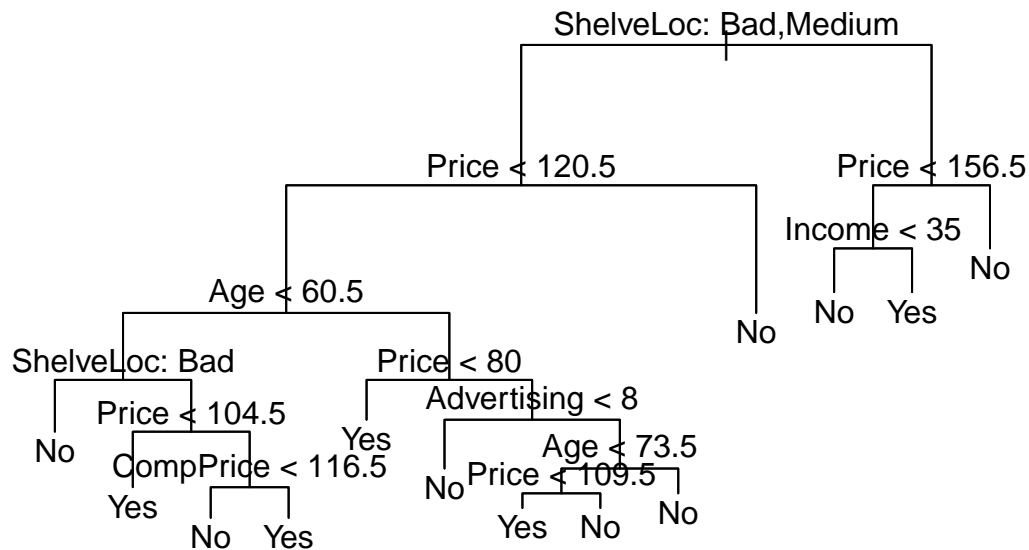 ShelveLoc: Bad,Medium
Price < 120.5
Price < 156.5
Income < 35
No
No
Yes
Age < 60.5
No
ShelveLoc: Bad
Price < 80
Advertising < 8
Price < 104.5
No
Yes
Age < 73.5
CompPrice < 116.5
No
Price < 109.5
Yes
No
Yes
Yes
No
No